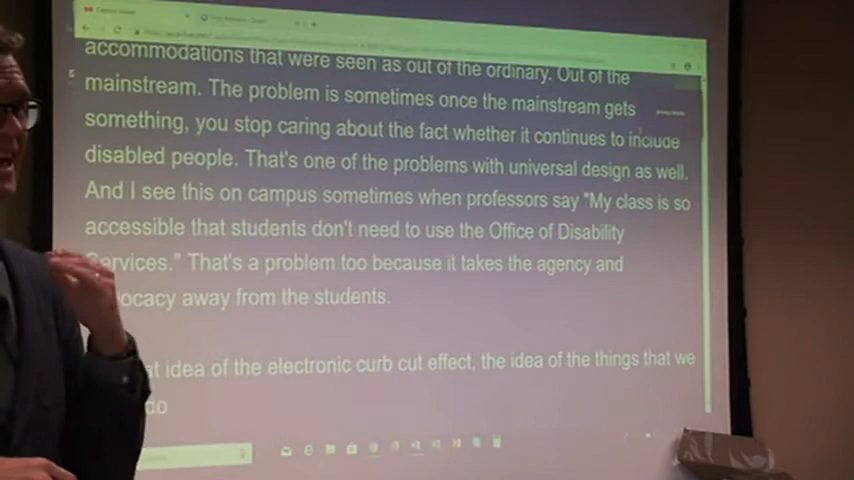 accommodations that were seen as out of the ordinary. Out of the
mainstream. The problem is sometimes once the mainstream gets
something, you stop caring about the fact whether it continues to include
disabled people. That's one of the problems with universal design as well.
And I see this on campus sometimes when professors say "My class is so
accessible that students don't need to use the Office of Disability
Services." That's a problem too because it takes the agency and
ocacy away from the students.
at idea of the electronic curb cut effect, the idea of the things that we
do